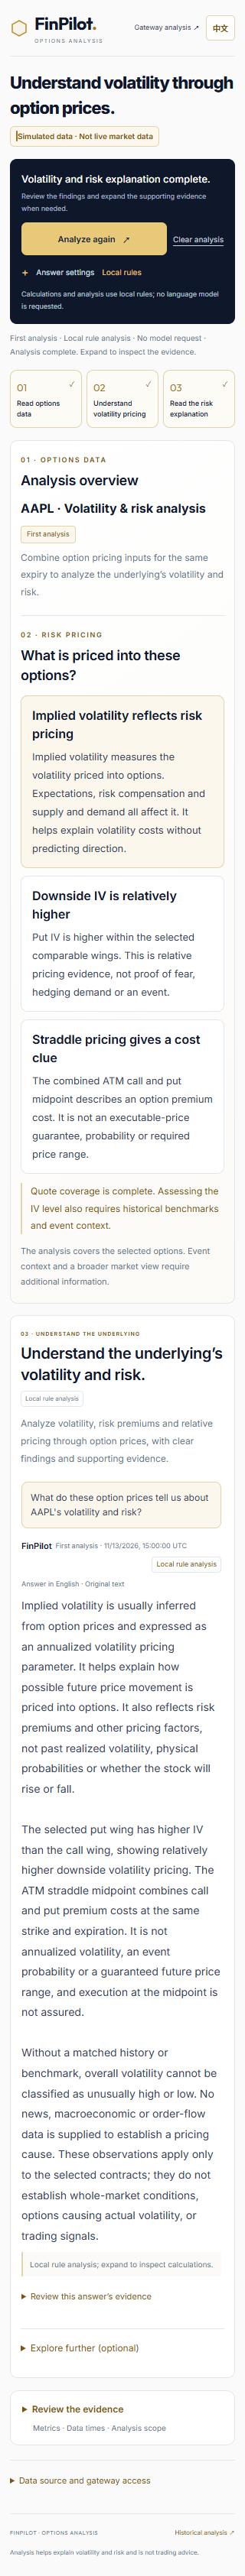 FinPilot.
OPTIONS ANALYSIS
Gateway analysis ↗
中文
Understand volatility through
option prices.
Simulated data · Not live market data
Volatility and risk explanation complete.
Review the findings and expand the supporting evidence
when needed.
Analyze again ↗
Clear analysis
+ Answer settings Local rules
Calculations and analysis use local rules; no language model
is requested.
First analysis · Local rule analysis · No model request ·
Analysis complete. Expand to inspect the evidence.
01 ✓
Read options
data
02 ✓
Understand
volatility pricing
03 ✓
Read the risk
explanation
01 · OPTIONS DATA
Analysis overview
AAPL · Volatility & risk analysis
First analysis
Combine option pricing inputs for the same
expiry to analyze the underlying’s volatility and
risk.
02 · RISK PRICING
What is priced into these
options?
Implied volatility reflects risk
pricing
Implied volatility measures the
volatility priced into options.
Expectations, risk compensation and
supply and demand all affect it. It
helps explain volatility costs without
predicting direction.
Downside IV is relatively
higher
Put IV is higher within the selected
comparable wings. This is relative
pricing evidence, not proof of fear,
hedging demand or an event.
Straddle pricing gives a cost
clue
The combined ATM call and put
midpoint describes an option premium
cost. It is not an executable-price
guarantee, probability or required
price range.
Quote coverage is complete. Assessing the
IV level also requires historical benchmarks
and event context.
The analysis covers the selected options. Event
context and a broader market view require
additional information.
03 · UNDERSTAND THE UNDERLYING
Understand the underlying’s
volatility and risk.
Local rule analysis
Analyze volatility, risk premiums and relative
pricing through option prices, with clear
findings and supporting evidence.
What do these option prices tell us about
AAPL's volatility and risk?
FinPilot First analysis · 11/13/2026, 15:00:00 UTC
Local rule analysis
Answer in English · Original text
Implied volatility is usually inferred
from option prices and expressed as
an annualized volatility pricing
parameter. It helps explain how
possible future price movement is
priced into options. It also reflects risk
premiums and other pricing factors,
not past realized volatility, physical
probabilities or whether the stock will
rise or fall.
The selected put wing has higher IV
than the call wing, showing relatively
higher downside volatility pricing. The
ATM straddle midpoint combines call
and put premium costs at the same
strike and expiration. It is not
annualized volatility, an event
probability or a guaranteed future price
range, and execution at the midpoint is
not assured.
Without a matched history or
benchmark, overall volatility cannot be
classified as unusually high or low. No
news, macroeconomic or order-flow
data is supplied to establish a pricing
cause. These observations apply only
to the selected contracts; they do not
establish whole-market conditions,
options causing actual volatility, or
trading signals.
Local rule analysis; expand to inspect calculations.
▶ Review this answer’s evidence
▶ Explore further (optional)
▶ Review the evidence
Metrics · Data times · Analysis scope
▶ Data source and gateway access
FINPILOT · OPTIONS ANALYSIS
Historical analysis ↗
Analysis helps explain volatility and risk and is not trading advice.